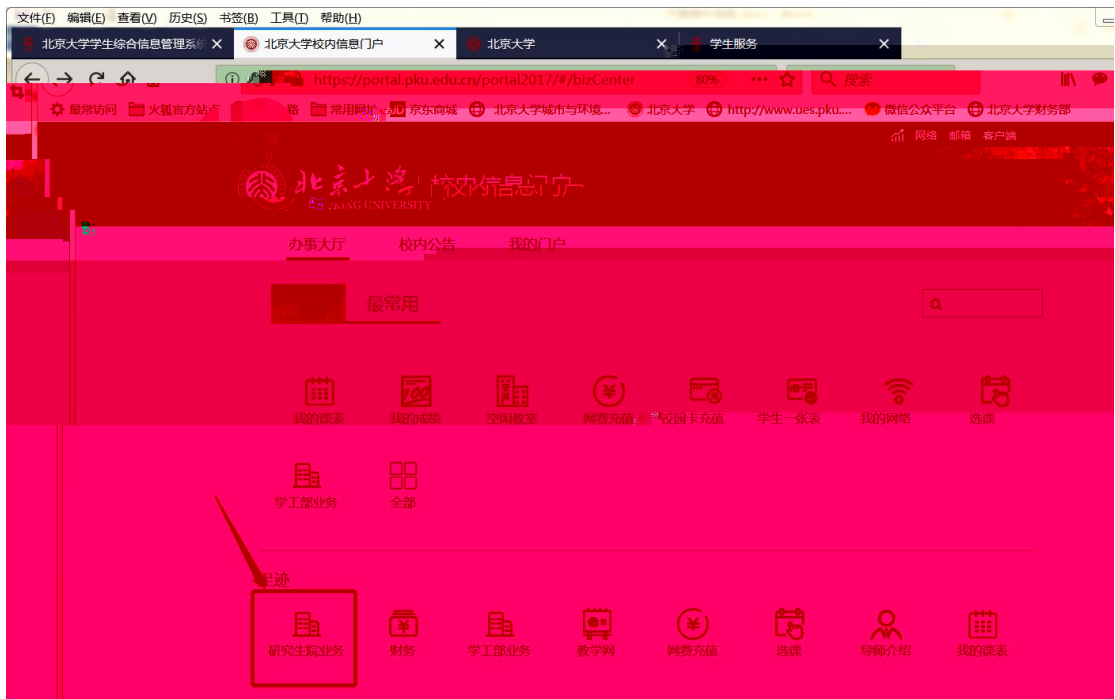 文件(F) 编辑(E) 查看(V) 历史(S) 书签(B) 工具(T) 帮助(H)
北京大学学生综合信息管理系统 北京大学校内信息门户 北京大学 学生服务
https://portal.pku.edu.cn/portal2017/#/bizCenter 80% 搜索
最常访问 火狐官方站点 常用网址 JD 京东商城 北京大学城市与环境... 北京大学 http://www.ues.pku.... 微信公众平台 北京大学财务部
网络 邮箱 客户端
北京大学 校内信息门户
UNIVERSITY
办事大厅 校内公告 我的门户
最常用
我的课表 我的成绩 空闲教室 网费充值 校园卡充值 学生一张表 我的网络 选课
学工部业务 全部
足迹
研究生院业务 财务 学工部业务 教学网 网费充值 选课 导师介绍 我的课表